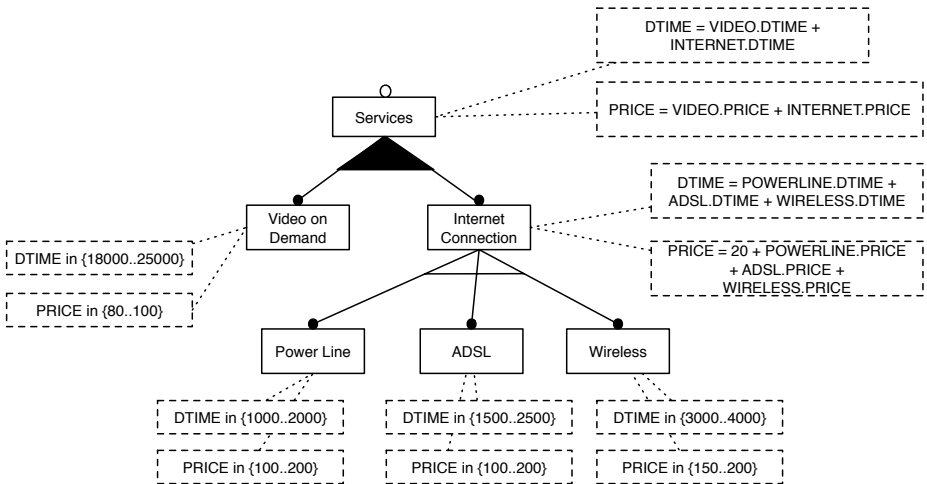 DTIME = VIDEO.DTIME +
INTERNET.DTIME
Services
PRICE = VIDEO.PRICE + INTERNET.PRICE
DTIME = POWERLINE.DTIME +
ADSL.DTIME + WIRELESS.DTIME
Video on
Demand
Internet
Connection
DTIME in {18000..25000}
PRICE = 20 + POWERLINE.PRICE
+ ADSL.PRICE +
WIRELESS.PRICE
PRICE in {80..100}
Power Line
ADSL
Wireless
DTIME in {1000..2000}
DTIME in {1500..2500}
DTIME in {3000..4000}
PRICE in {100..200}
PRICE in {100..200}
PRICE in {150..200}